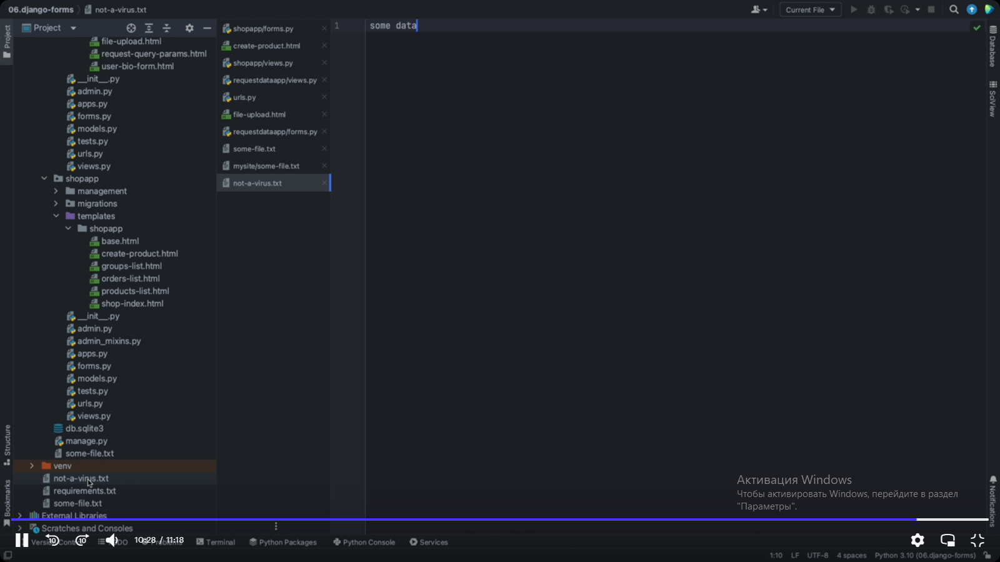 06.django-forms
not-a-virus.txt
Current File
Project
Project
file-upload.html
request-query-params.html
user-bio-form.html
__init__.py
admin.py
apps.py
forms.py
models.py
tests.py
urls.py
views.py
shopapp
management
migrations
templates
shopapp
base.html
create-product.html
groups-list.html
orders-list.html
products-list.html
shop-index.html
__init__.py
admin.py
admin_mixins.py
apps.py
forms.py
models.py
tests.py
urls.py
views.py
db.sqlite3
manage.py
some-file.txt
venv
not-a-virus.txt
requirements.txt
some-file.txt
External Libraries
Scratches and Consoles
Structure
Bookmarks
shopapp/forms.py
create-product.html
shopapp/views.py
requestdataapp/views.py
urls.py
file-upload.html
requestdataapp/forms.py
some-file.txt
mysite/some-file.txt
not-a-virus.txt
1 some data
Database
SciView
Notifications
Активация Windows
Чтобы активировать Windows, перейдите в раздел
"Параметры".
10
10
10:28 / 11:18
Problems
Terminal
Python Packages
Python Console
Services
1:10 LF UTF-8 4 spaces Python 3.10 (06.django-forms)